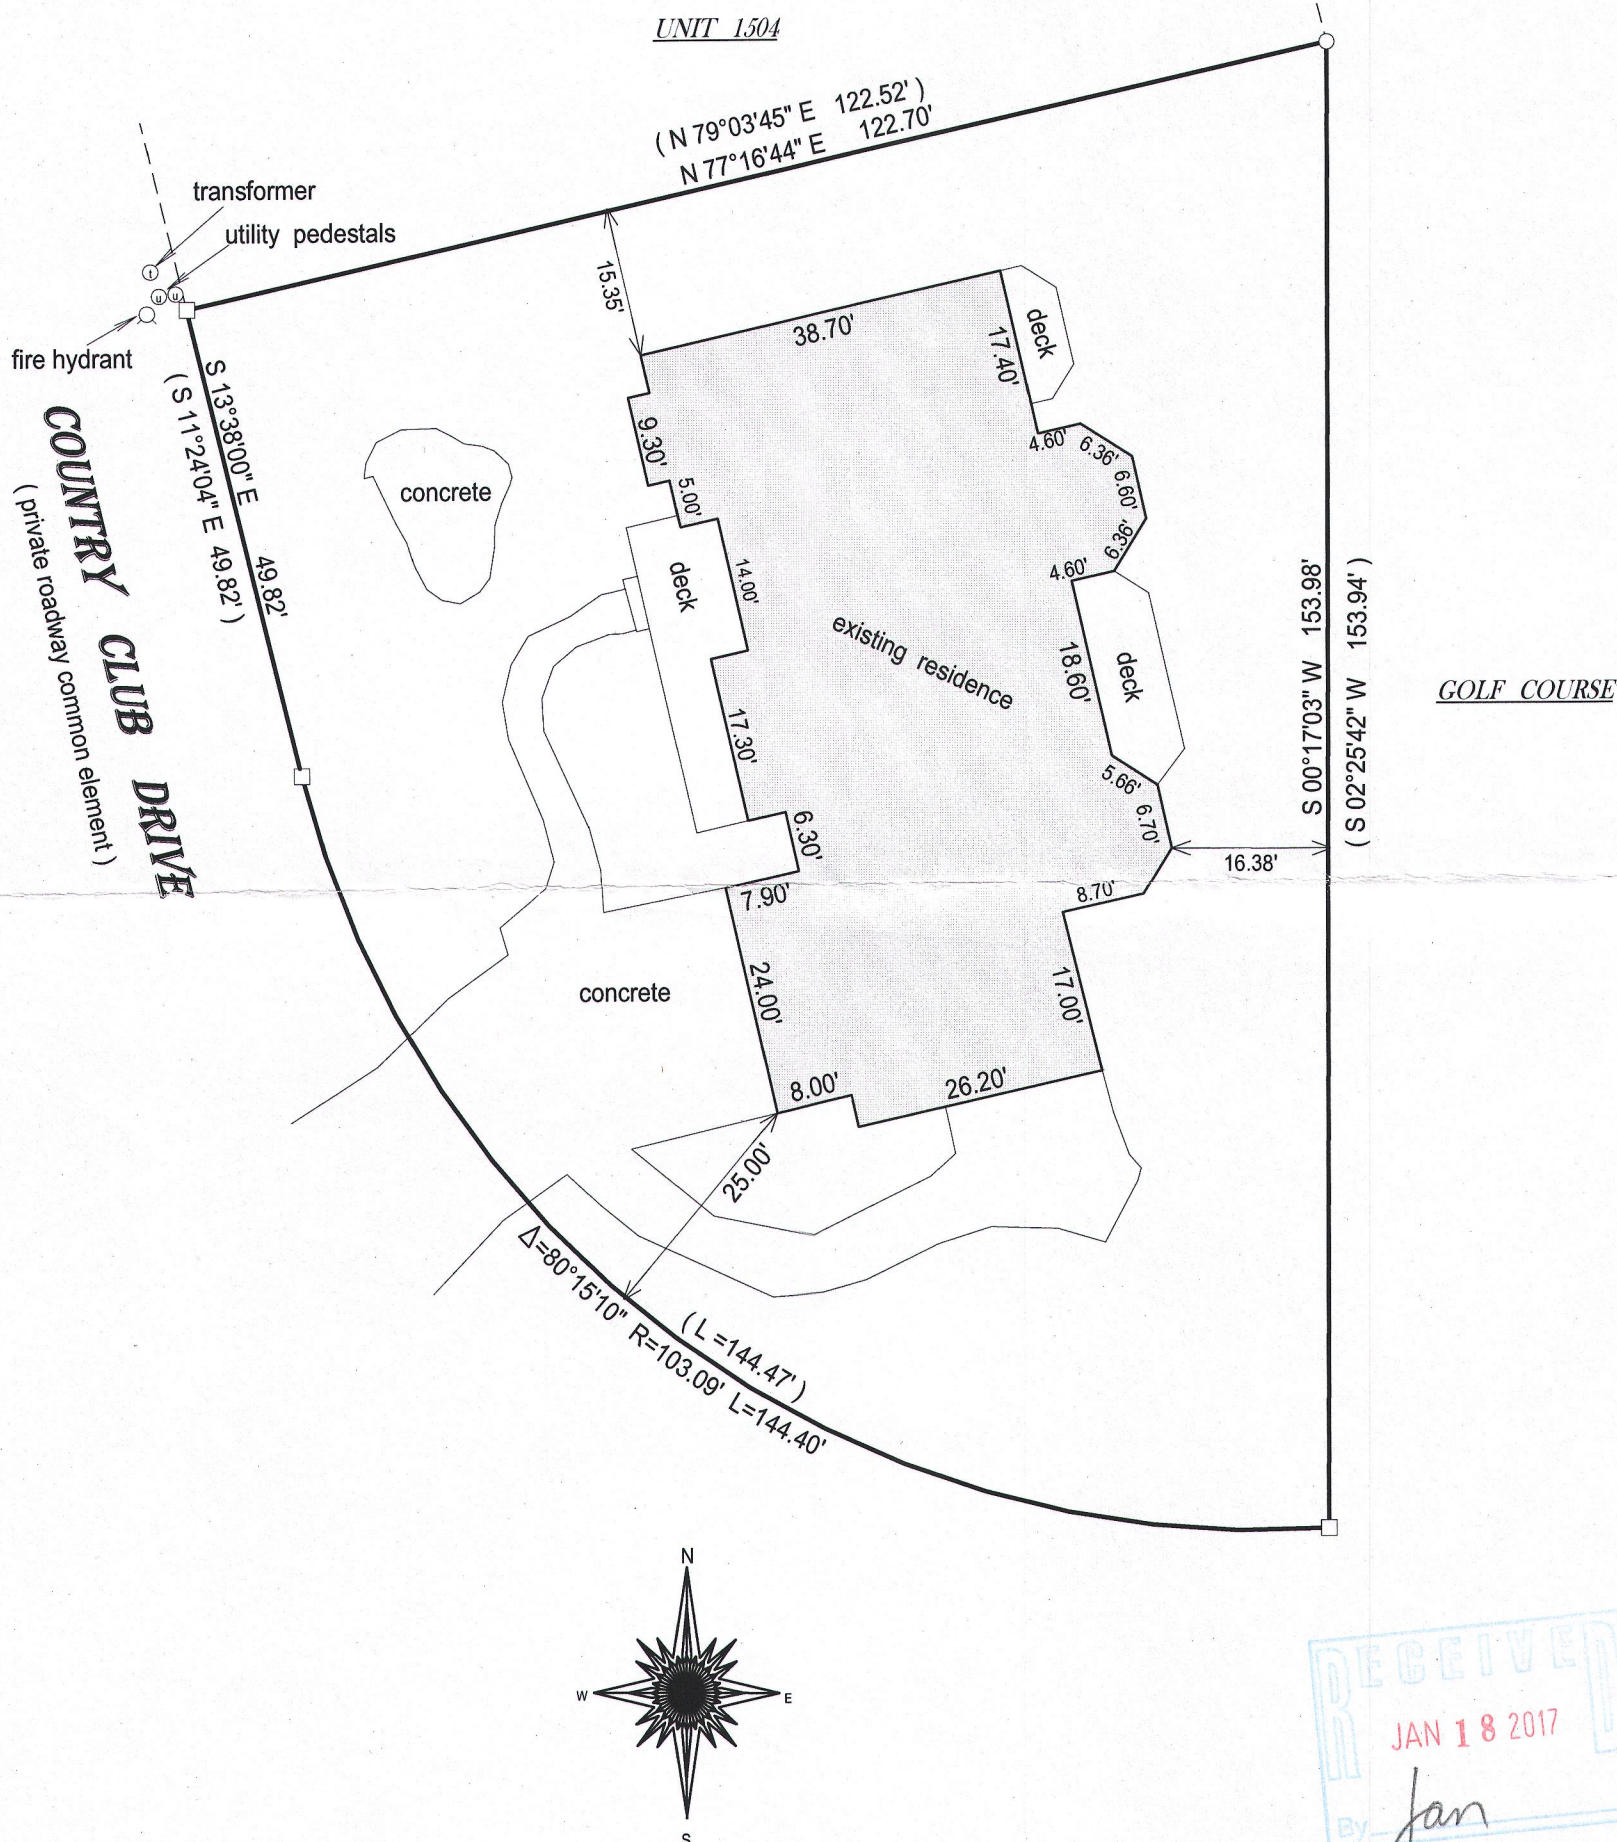 UNIT 1504
( N 79°03'45" E 122.52' )
N 77°16'44" E 122.70'
transformer
utility pedestals
t
u u
fire hydrant
15.35'
38.70'
deck
17.40'
S 13°38'00" E 49.82'
( S 11°24'04" E 49.82' )
COUNTRY CLUB DRIVE
( private roadway common element )
9.30'
5.00'
4.60'
6.36'
6.60'
6.36'
4.60'
concrete
deck
14.00'
existing residence
18.60'
deck
S 00°17'03" W 153.98'
( S 02°25'42" W 153.94' )
GOLF COURSE
17.30'
5.66'
6.70'
6.30'
16.38'
7.90'
8.70'
concrete
24.00'
17.00'
8.00'
26.20'
25.00'
( L =144.47' )
Δ=80°15'10" R=103.09' L=144.40'
N
W
E
S
RECEIVED
JAN 18 2017
By Jan